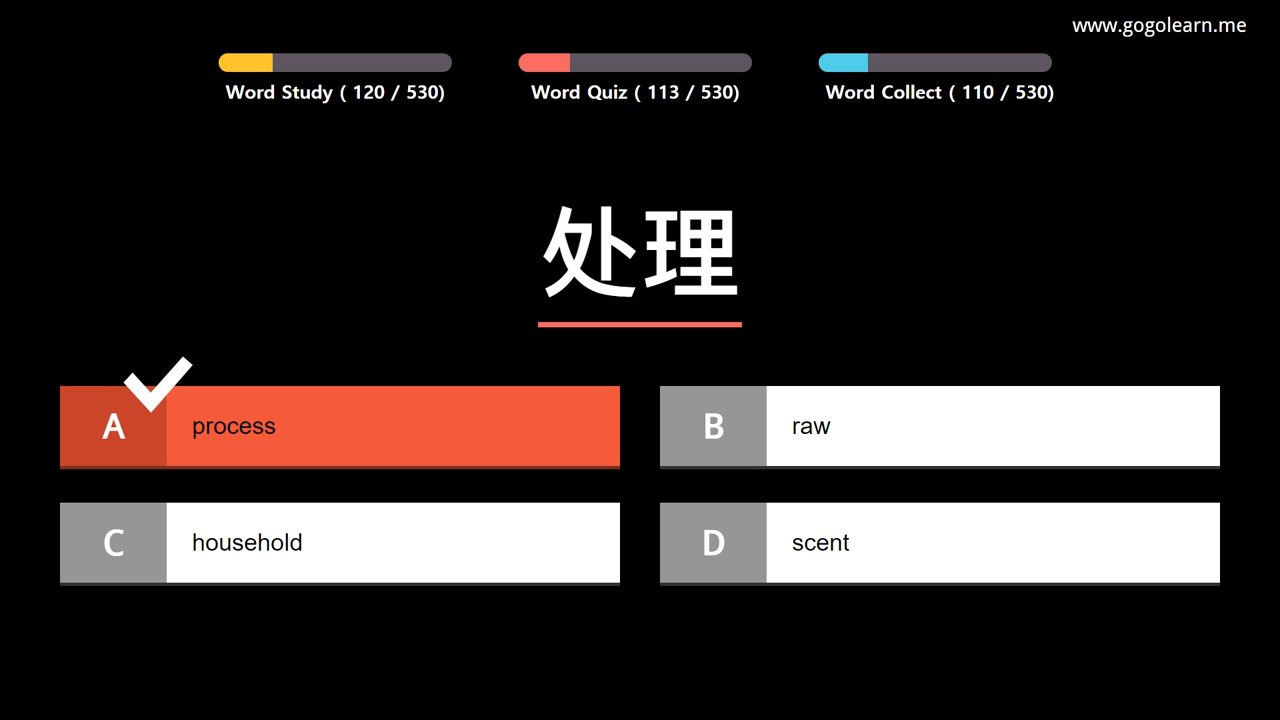 www.gogolearn.me
Word Study ( 120 / 530)
Word Quiz ( 113 / 530)
Word Collect ( 110 / 530)
处理
A process
B raw
C household
D scent